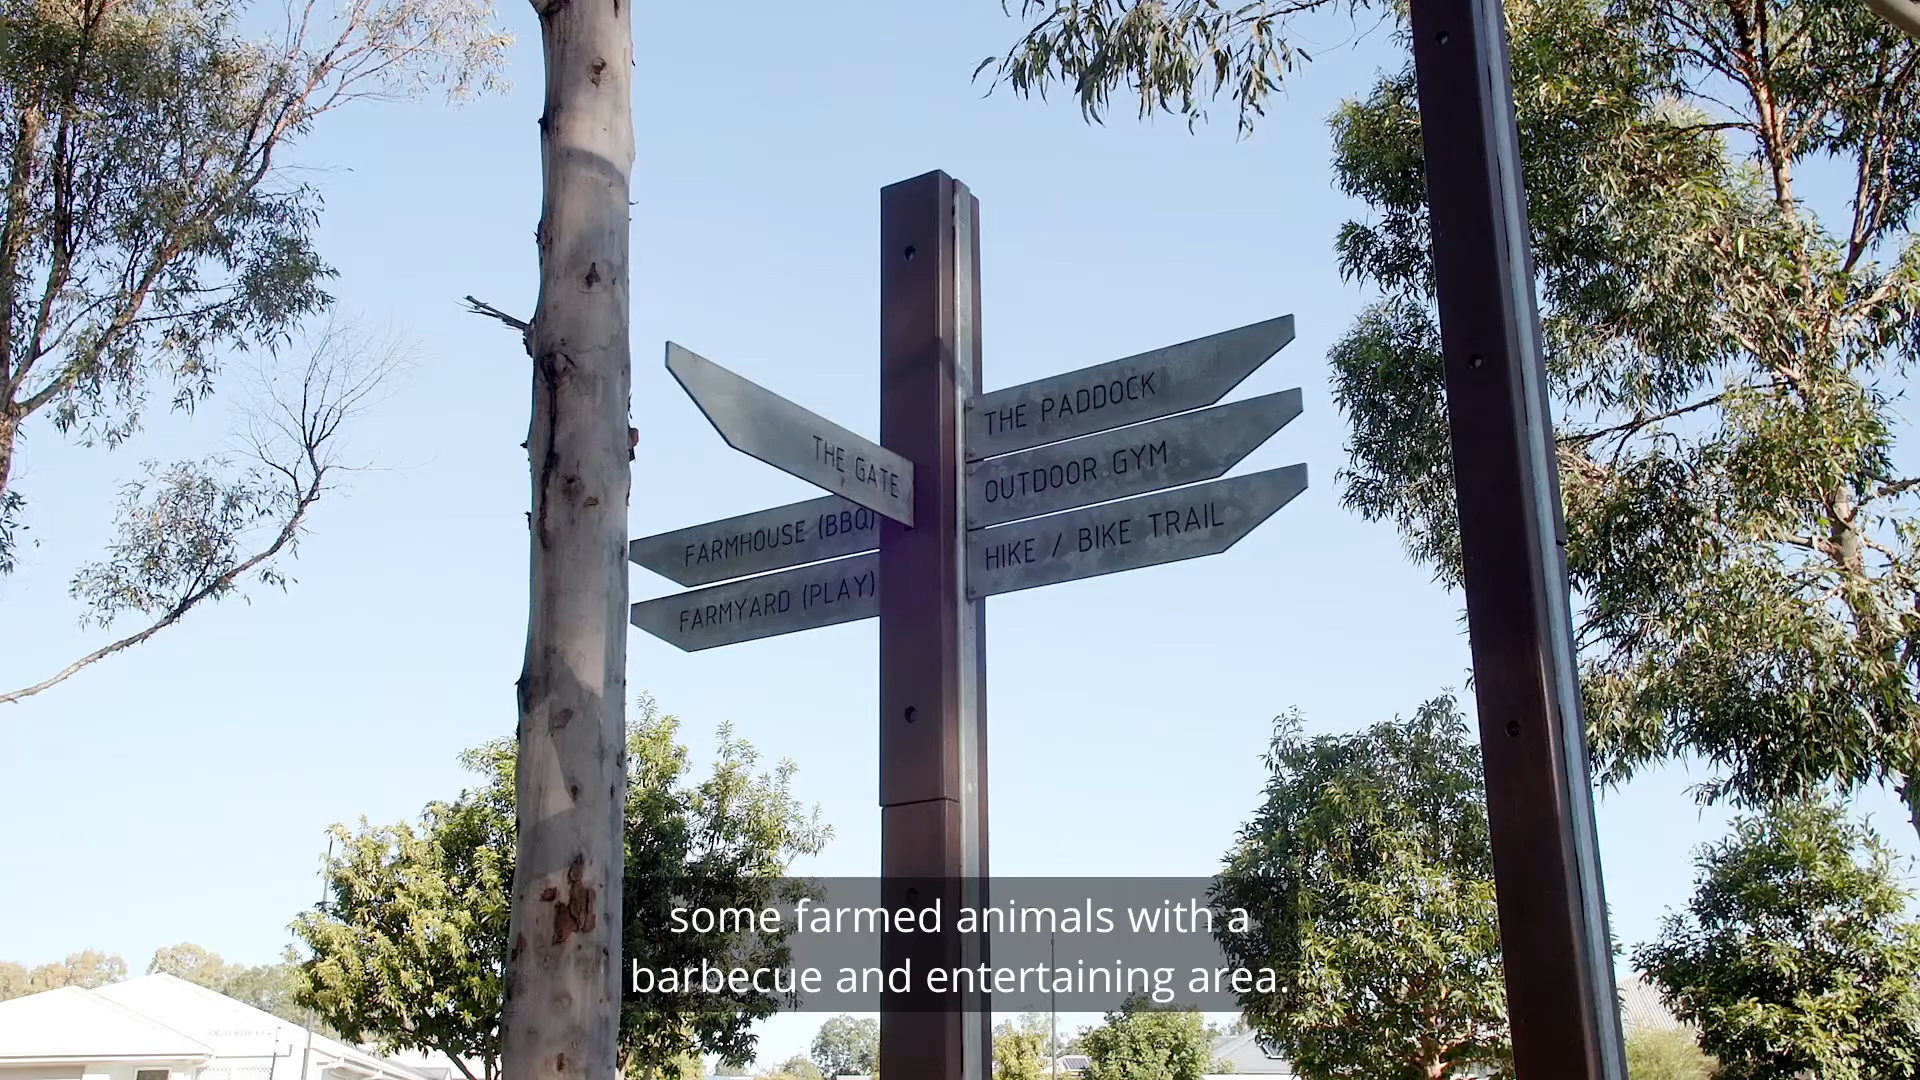 THE PADDOCK
THE GATE
OUTDOOR GYM
FARMHOUSE (BBQ)
HIKE / BIKE TRAIL
FARMYARD (PLAY)
some farmed animals with a
barbecue and entertaining area.